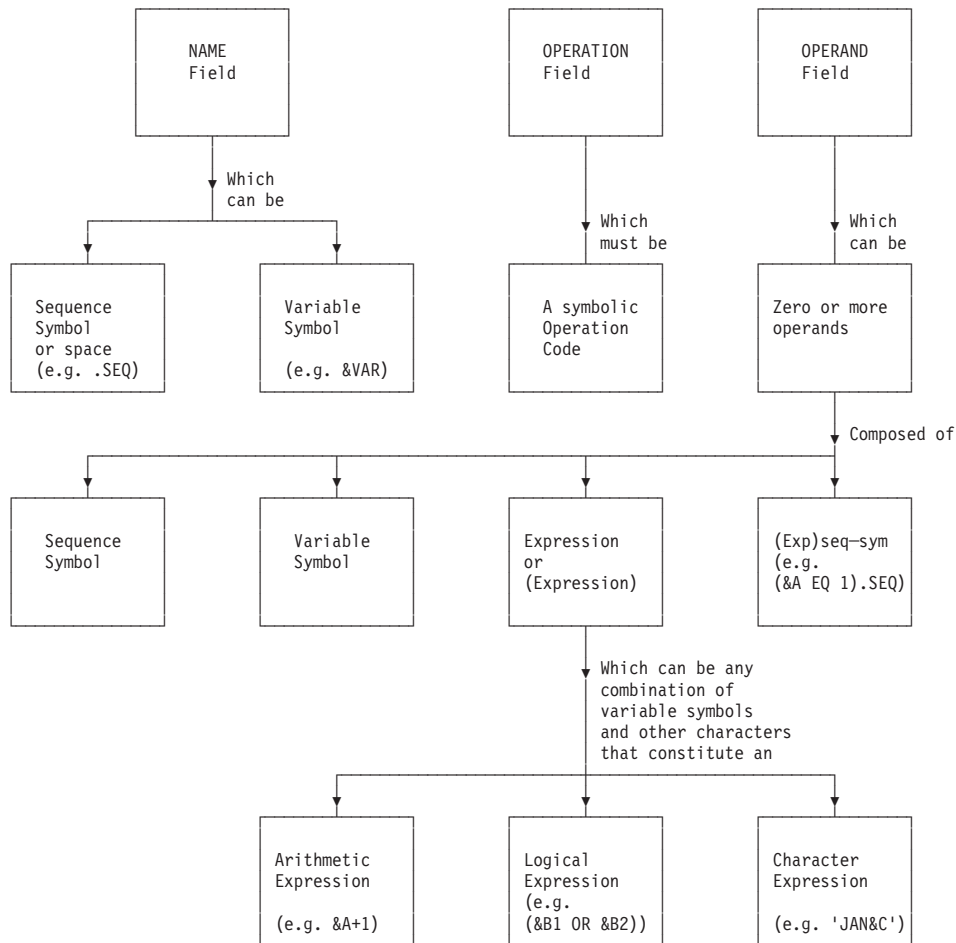 NAME
Field
OPERATION
Field
OPERAND
Field
Which
can be
Which
must be
Which
can be
Sequence
Symbol
or space
(e.g. .SEQ)
Variable
Symbol
(e.g. &VAR)
A symbolic
Operation
Code
Zero or more
operands
Composed of
Sequence
Symbol
Variable
Symbol
Expression
or
(Expression)
(Exp)seq—sym
(e.g.
(&A EQ 1).SEQ)
Which can be any
combination of
variable symbols
and other characters
that constitute an
Arithmetic
Expression
(e.g. &A+1)
Logical
Expression
(e.g.
(&B1 OR &B2))
Character
Expression
(e.g. 'JAN&C')